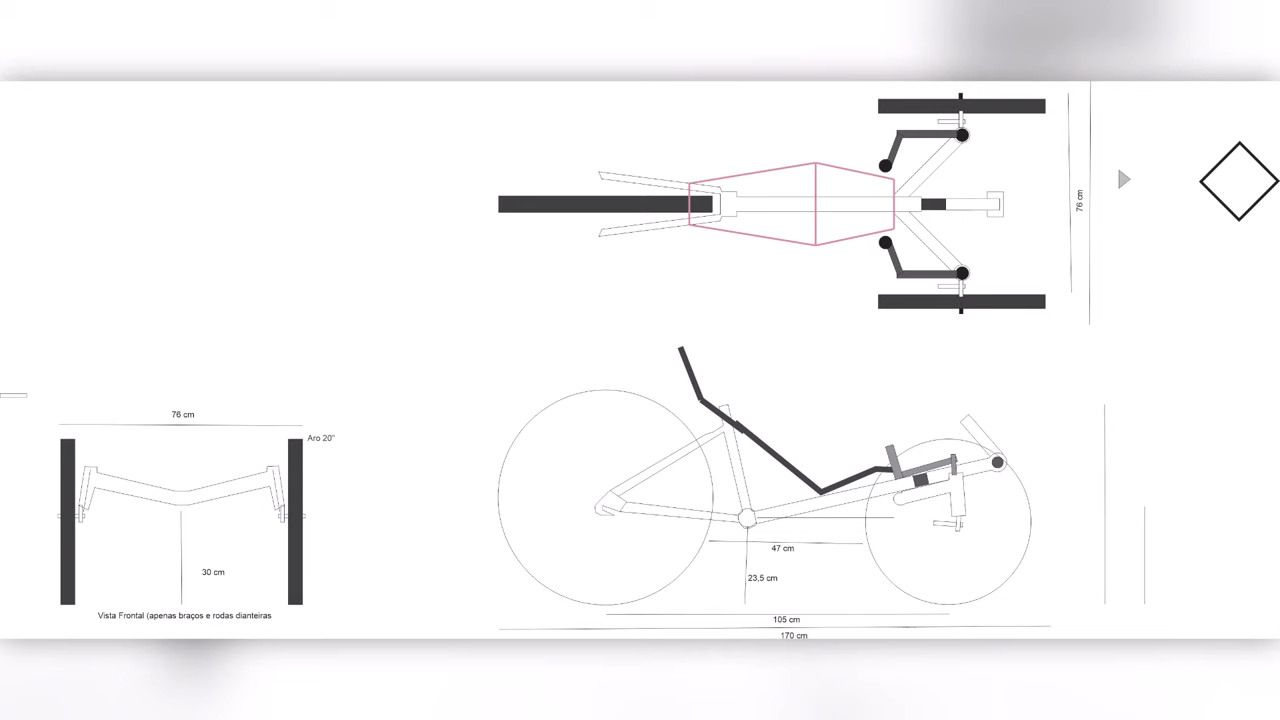 76 cm
76 cm
Aro 20"
30 cm
Vista Frontal (apenas braços e rodas dianteiras
47 cm
23,5 cm
105 cm
170 cm